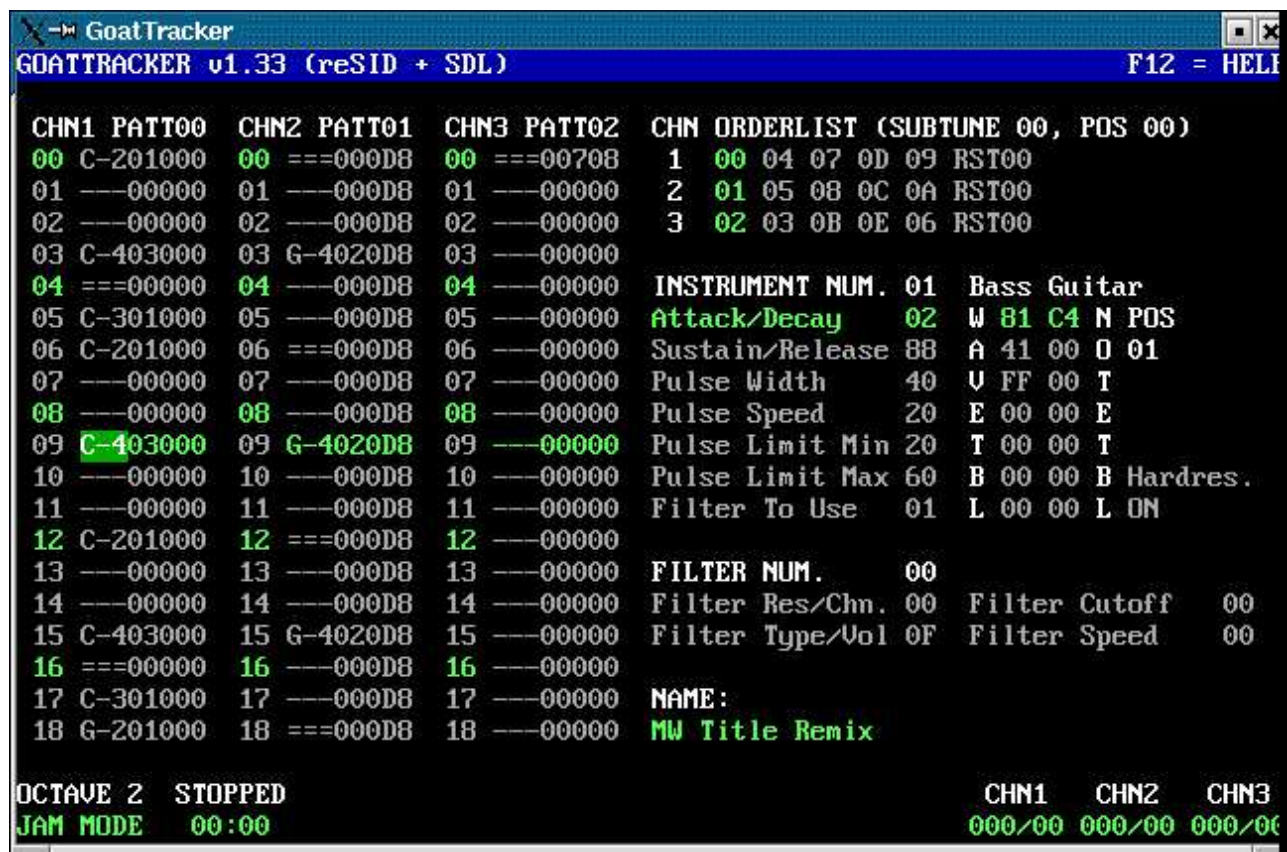 GoatTracker
GOATTRACKER v1.33 (reSID + SDL) F12 = HELP
CHN1 PATT00 CHN2 PATT01 CHN3 PATT02 CHN ORDERLIST (SUBTUNE 00, POS 00)
00 C-201000 00 ===000D8 00 ===00708 1 00 04 07 0D 09 RST00
01 ---00000 01 ---000D8 01 ---00000 2 01 05 08 0C 0A RST00
02 ---00000 02 ---000D8 02 ---00000 3 02 03 0B 0E 06 RST00
03 C-403000 03 G-4020D8 03 ---00000
04 ===00000 04 ---000D8 04 ---00000 INSTRUMENT NUM. 01 Bass Guitar
05 C-301000 05 ---000D8 05 ---00000 Attack/Decay 02 W 81 C4 N POS
06 C-201000 06 ===000D8 06 ---00000 Sustain/Release 88 A 41 00 O 01
07 ---00000 07 ---000D8 07 ---00000 Pulse Width 40 V FF 00 T
08 ---00000 08 ---000D8 08 ---00000 Pulse Speed 20 E 00 00 E
09 C-403000 09 G-4020D8 09 ---00000 Pulse Limit Min 20 T 00 00 T
10 ---00000 10 ---000D8 10 ---00000 Pulse Limit Max 60 B 00 00 B Hardres.
11 ---00000 11 ---000D8 11 ---00000 Filter To Use 01 L 00 00 L ON
12 C-201000 12 ===000D8 12 ---00000
13 ---00000 13 ---000D8 13 ---00000 FILTER NUM. 00
14 ---00000 14 ---000D8 14 ---00000 Filter Res/Chn. 00 Filter Cutoff 00
15 C-403000 15 G-4020D8 15 ---00000 Filter Type/Vol 0F Filter Speed 00
16 ===00000 16 ---000D8 16 ---00000
17 C-301000 17 ---000D8 17 ---00000 NAME:
18 G-201000 18 ===000D8 18 ---00000 MW Title Remix
OCTAVE 2 STOPPED CHN1 CHN2 CHN3
JAM MODE 00:00 000/00 000/00 000/00